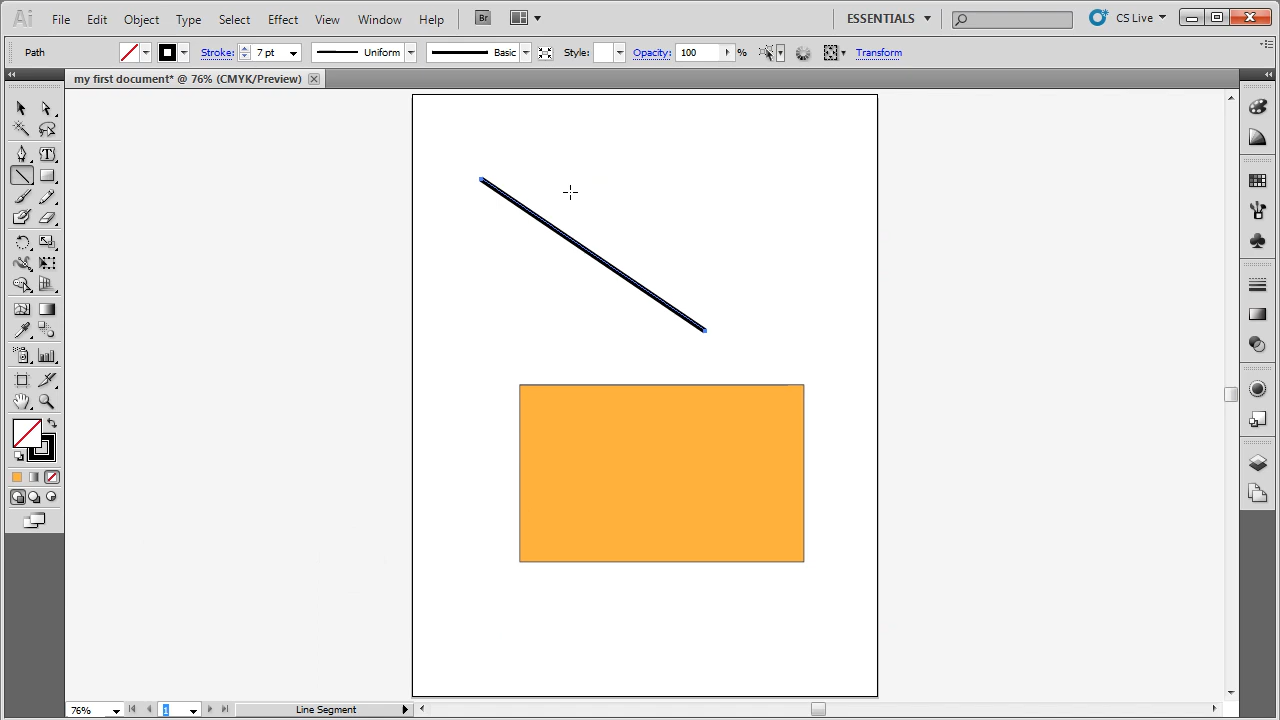 Ai File Edit Object Type Select Effect View Window Help Br ESSENTIALS CS Live
Path Stroke: 7 pt Uniform Basic Style: Opacity: 100 % Transform
my first document* @ 76% (CMYK/Preview)
T
76% 1 Line Segment